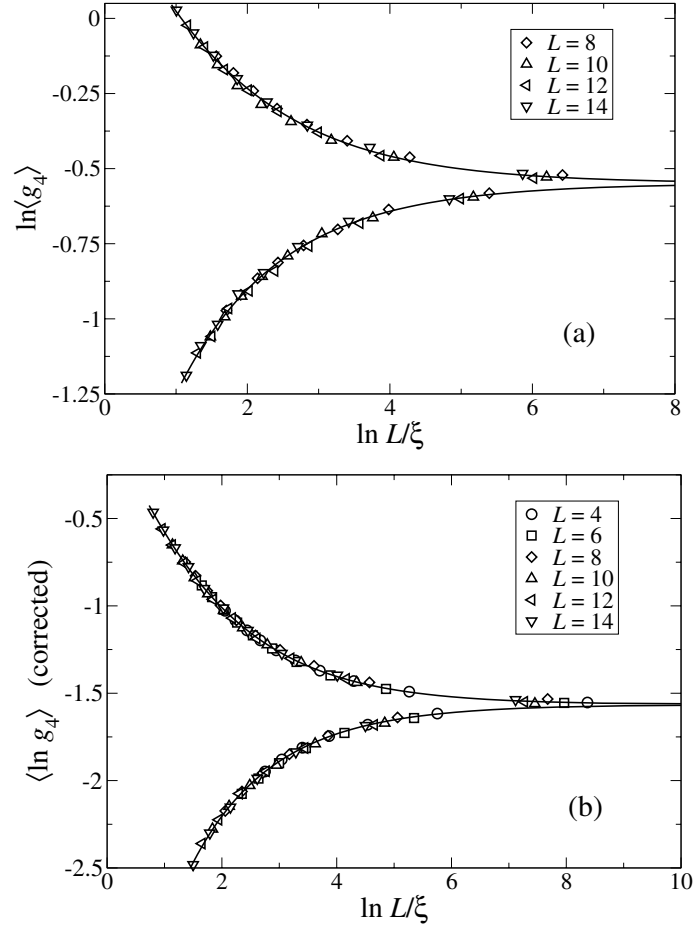 0
-0.25
-0.5
-0.75
-1
-1.25
ln⟨g₄⟩
L = 8
L = 10
L = 12
L = 14
(a)
0 2 4 6 8
ln L/ξ
-0.5
-1
-1.5
-2
-2.5
⟨ln g₄⟩ (corrected)
L = 4
L = 6
L = 8
L = 10
L = 12
L = 14
(b)
0 2 4 6 8 10
ln L/ξ